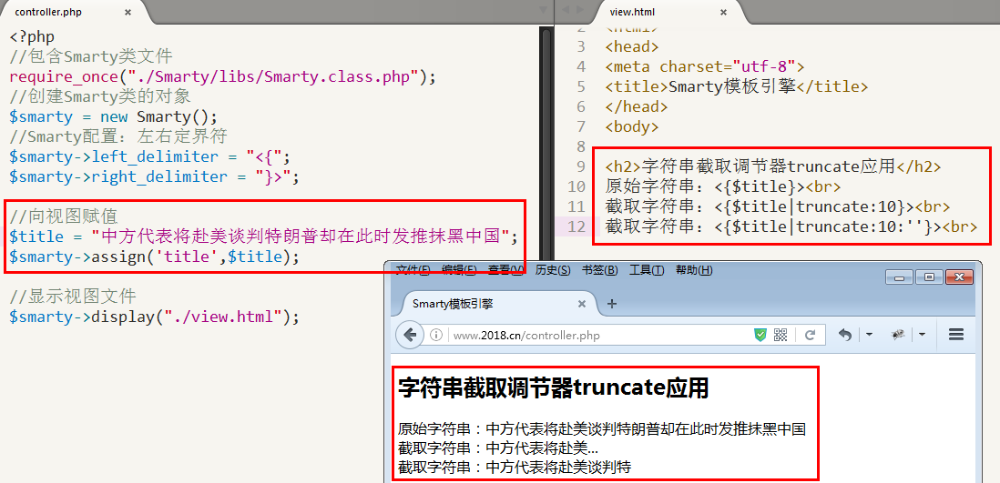 controller.php ×
<?php
//包含Smarty类文件
require_once("./Smarty/libs/Smarty.class.php");
//创建Smarty类的对象
$smarty = new Smarty();
//Smarty配置：左右定界符
$smarty->left_delimiter = "<{";
$smarty->right_delimiter = "}>";
//向视图赋值
$title = "中方代表将赴美谈判特朗普却在此时发推抹黑中国";
$smarty->assign('title',$title);
//显示视图文件
$smarty->display("./view.html");
view.html ×
2 <html>
3 <head>
4 <meta charset="utf-8">
5 <title>Smarty模板引擎</title>
6 </head>
7 <body>
8
9 <h2>字符串截取调节器truncate应用</h2>
10 原始字符串：<{$title}><br>
11 截取字符串：<{$title|truncate:10}><br>
12 截取字符串：<{$title|truncate:10:''}><br>
文件(F) 编辑(E) 查看(V) 历史(S) 书签(B) 工具(T) 帮助(H)
Smarty模板引擎 × +
www.2018.cn/controller.php
字符串截取调节器truncate应用
原始字符串：中方代表将赴美谈判特朗普却在此时发推抹黑中国
截取字符串：中方代表将赴美...
截取字符串：中方代表将赴美谈判特